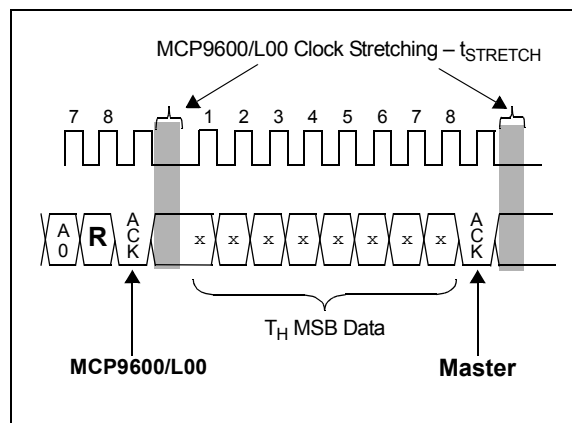 MCP9600/L00 Clock Stretching – tSTRETCH
7 8 1 2 3 4 5 6 7 8
A0 R ACK x x x x x x x x ACK
TH MSB Data
MCP9600/L00 Master